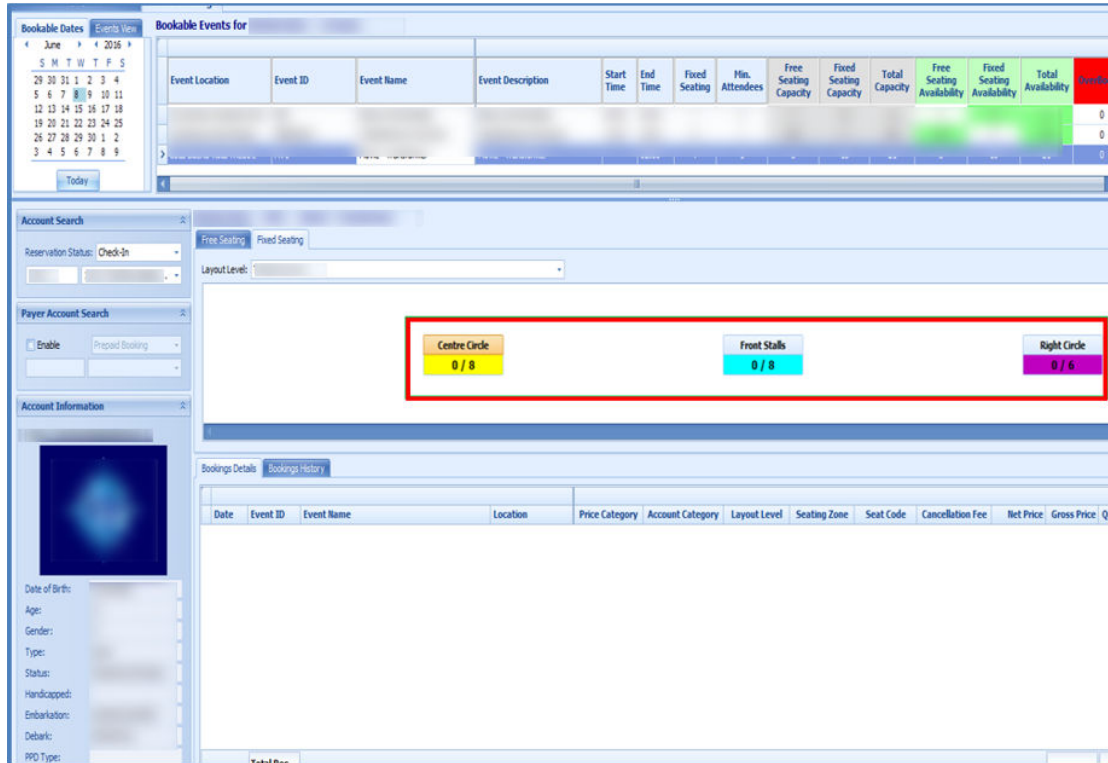 Bookable Dates Events View Bookable Events for
June 2016
S M T W T F S
29 30 31 1 2 3 4
5 6 7 8 9 10 11
12 13 14 15 16 17 18
19 20 21 22 23 24 25
26 27 28 29 30 1 2
3 4 5 6 7 8 9
Today
Event Location Event ID Event Name Event Description Start Time End Time Fixed Seating Min. Attendees Free Seating Capacity Fixed Seating Capacity Total Capacity Free Seating Availability Fixed Seating Availability Total Availability
0
0
0
Account Search
Reservation Status: Check-In
Payer Account Search
Enable Prepaid Booking
Account Information
Date of Birth:
Age:
Gender:
Type:
Status:
Handicapped:
Embarkation:
Debark:
PPD Type:
Free Seating Fixed Seating
Layout Level:
Centre Circle Front Stalls Right Circle
0 / 8 0 / 8 0 / 6
Bookings Details Bookings History
Date Event ID Event Name Location Price Category Account Category Layout Level Seating Zone Seat Code Cancellation Fee Net Price Gross Price Q